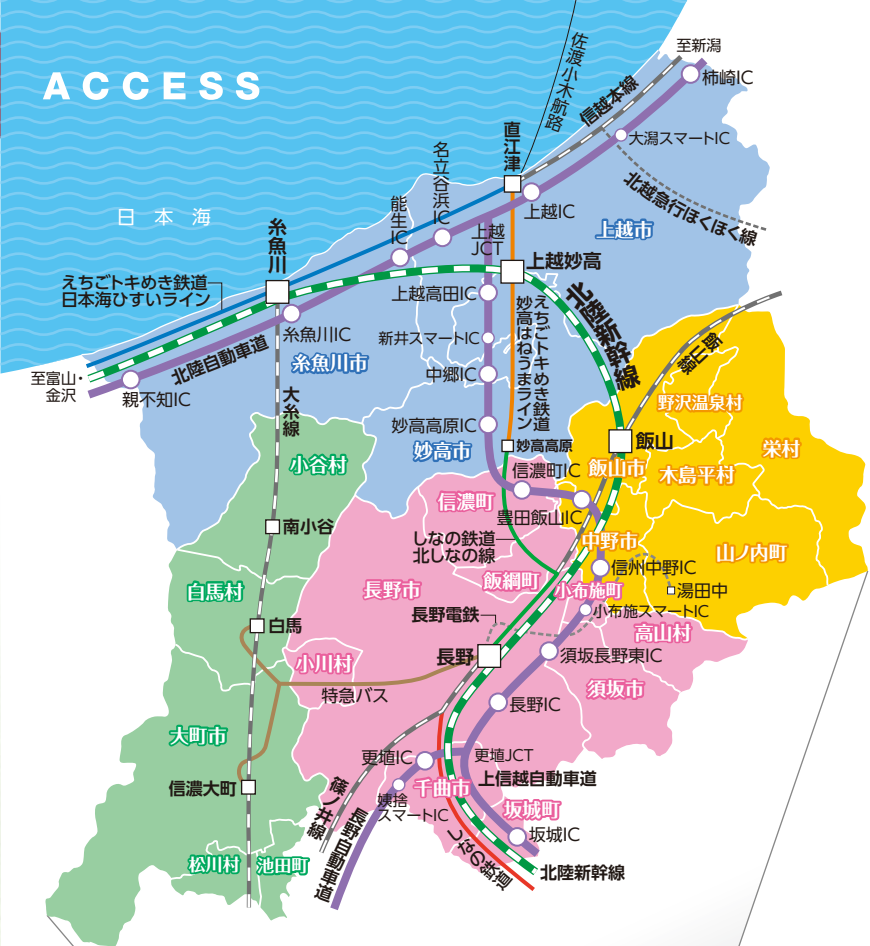 ACCESS
日本海
佐渡小木航路
至新潟
柿崎IC
信越本線
大潟スマートIC
北越急行ほくほく線
直江津
上越IC
名立谷浜IC
能生IC
上越JCT
上越市
糸魚川
えちごトキめき鉄道
日本海ひすいライン
上越妙高
上越高田IC
北陸新幹線
糸魚川IC
北陸自動車道
糸魚川市
新井スマートIC
えちごトキめき鉄道
妙高はねうまライン
至富山・
金沢
親不知IC
中郷IC
大糸線
飯山線
野沢温泉村
妙高高原IC
妙高市
妙高高原
飯山
栄村
小谷村
信濃町IC
飯山市
木島平村
信濃町
豊田飯山IC
南小谷
しなの鉄道
北しなの線
中野市
山ノ内町
信州中野IC
飯綱町
白馬村
長野市
小布施町
湯田中
長野電鉄
小布施スマートIC
白馬
高山村
長野
須坂長野東IC
小川村
特急バス
須坂市
長野IC
大町市
更埴IC
更埴JCT
信濃大町
千曲市
上信越自動車道
姨捨
スマートIC
篠ノ井線
長野自動車道
坂城町
坂城IC
しなの鉄道
松川村
池田町
北陸新幹線